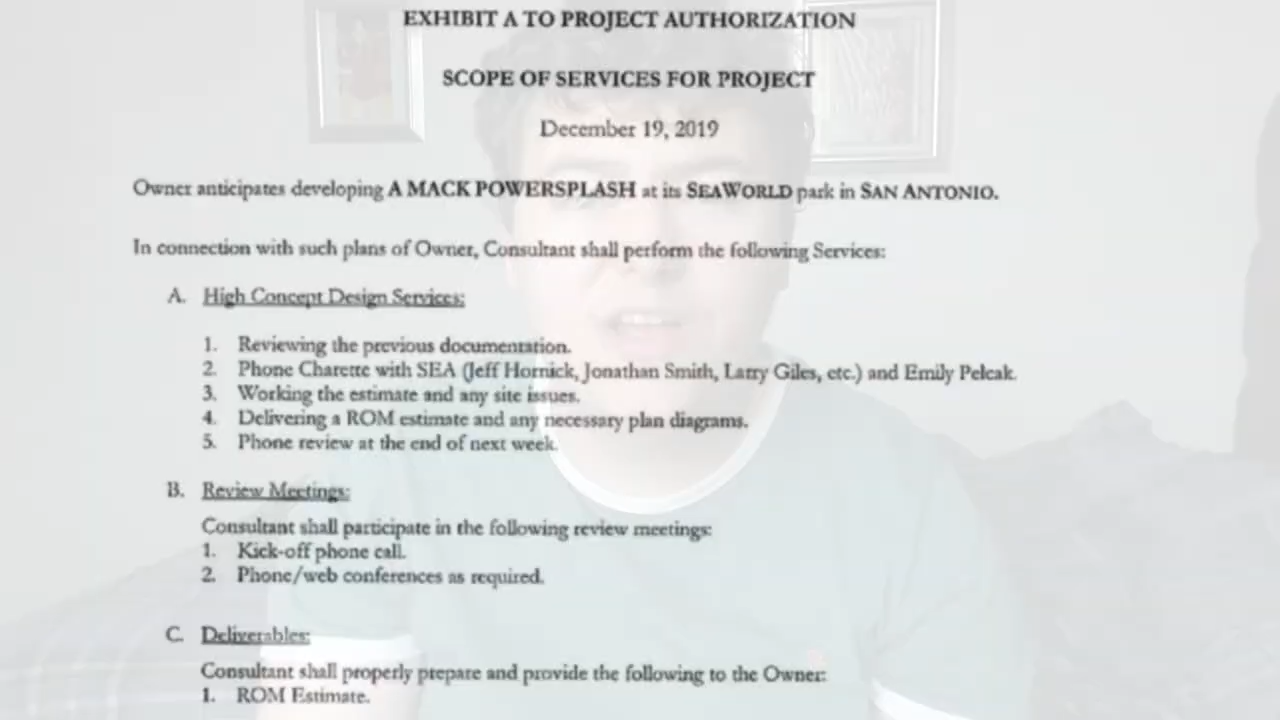 EXHIBIT A TO PROJECT AUTHORIZATION
SCOPE OF SERVICES FOR PROJECT
December 19, 2019
Owner anticipates developing A MACK POWERSPLASH at its SEAWORLD park in SAN ANTONIO.
In connection with such plans of Owner, Consultant shall perform the following Services:
A. High Concept Design Services:
1. Reviewing the previous documentation.
2. Phone Charette with SEA (Jeff Hornick, Jonathan Smith, Larry Giles, etc.) and Emily Pelcak.
3. Working the estimate and any site issues.
4. Delivering a ROM estimate and any necessary plan diagrams.
5. Phone review at the end of next week.
B. Review Meetings:
Consultant shall participate in the following review meetings:
1. Kick-off phone call.
2. Phone/web conferences as required.
C. Deliverables:
Consultant shall properly prepare and provide the following to the Owner:
1. ROM Estimate.